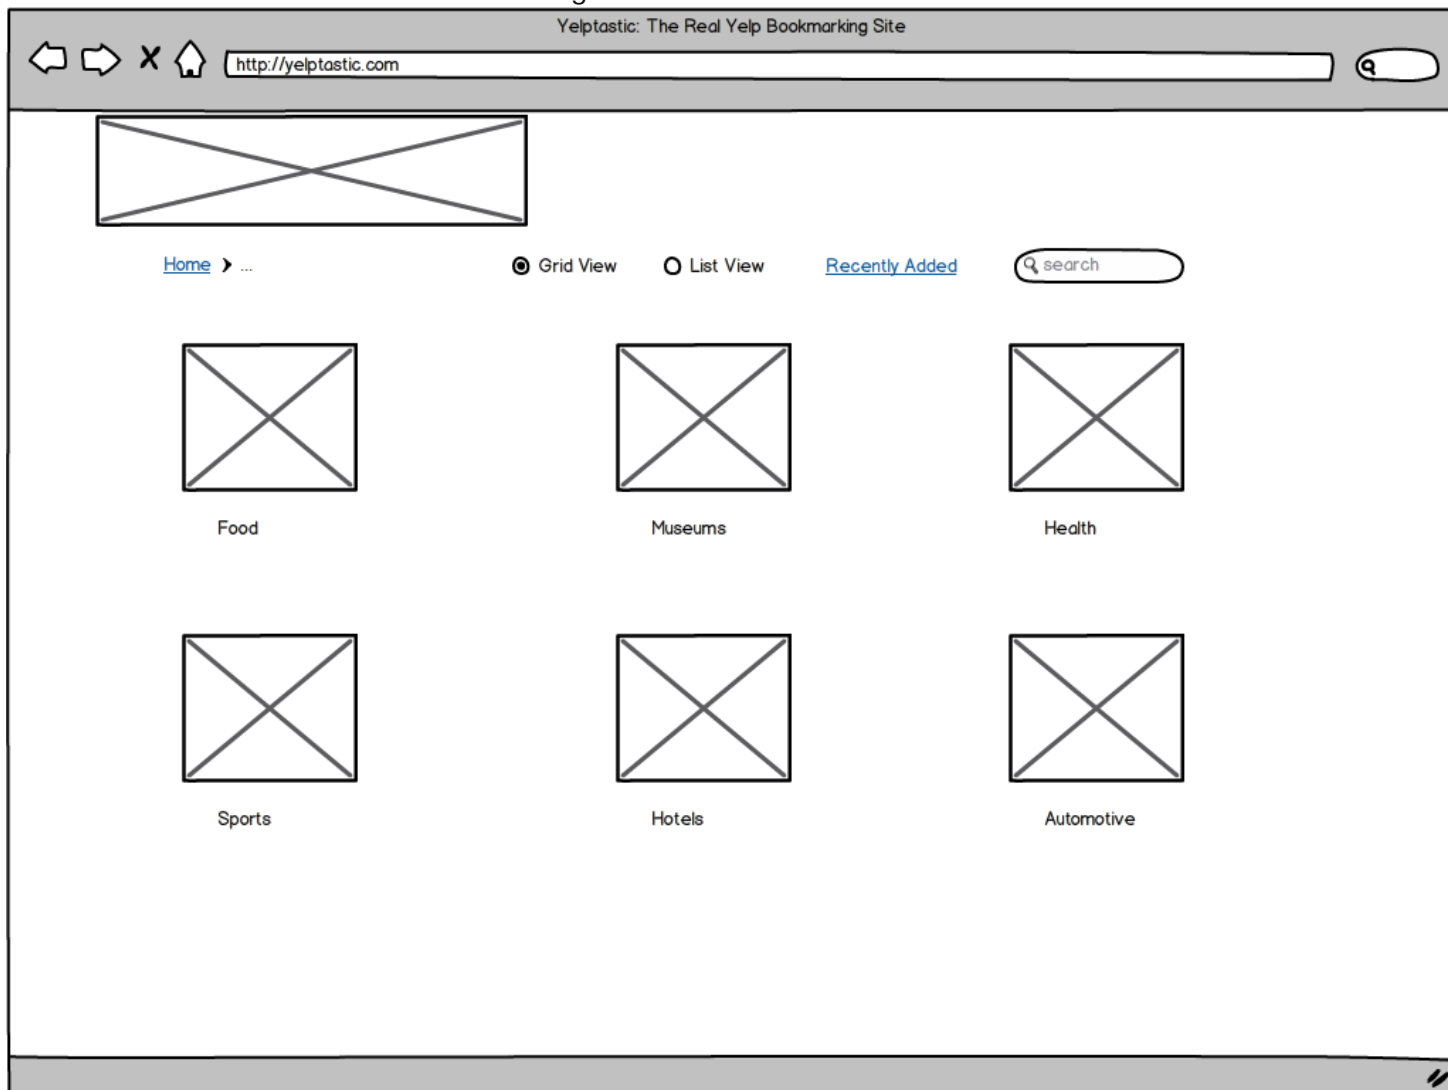 Yelptastic: The Real Yelp Bookmarking Site
http://yelptastic.com
Home > ... Grid View List View Recently Added search
Food Museums Health
Sports Hotels Automotive